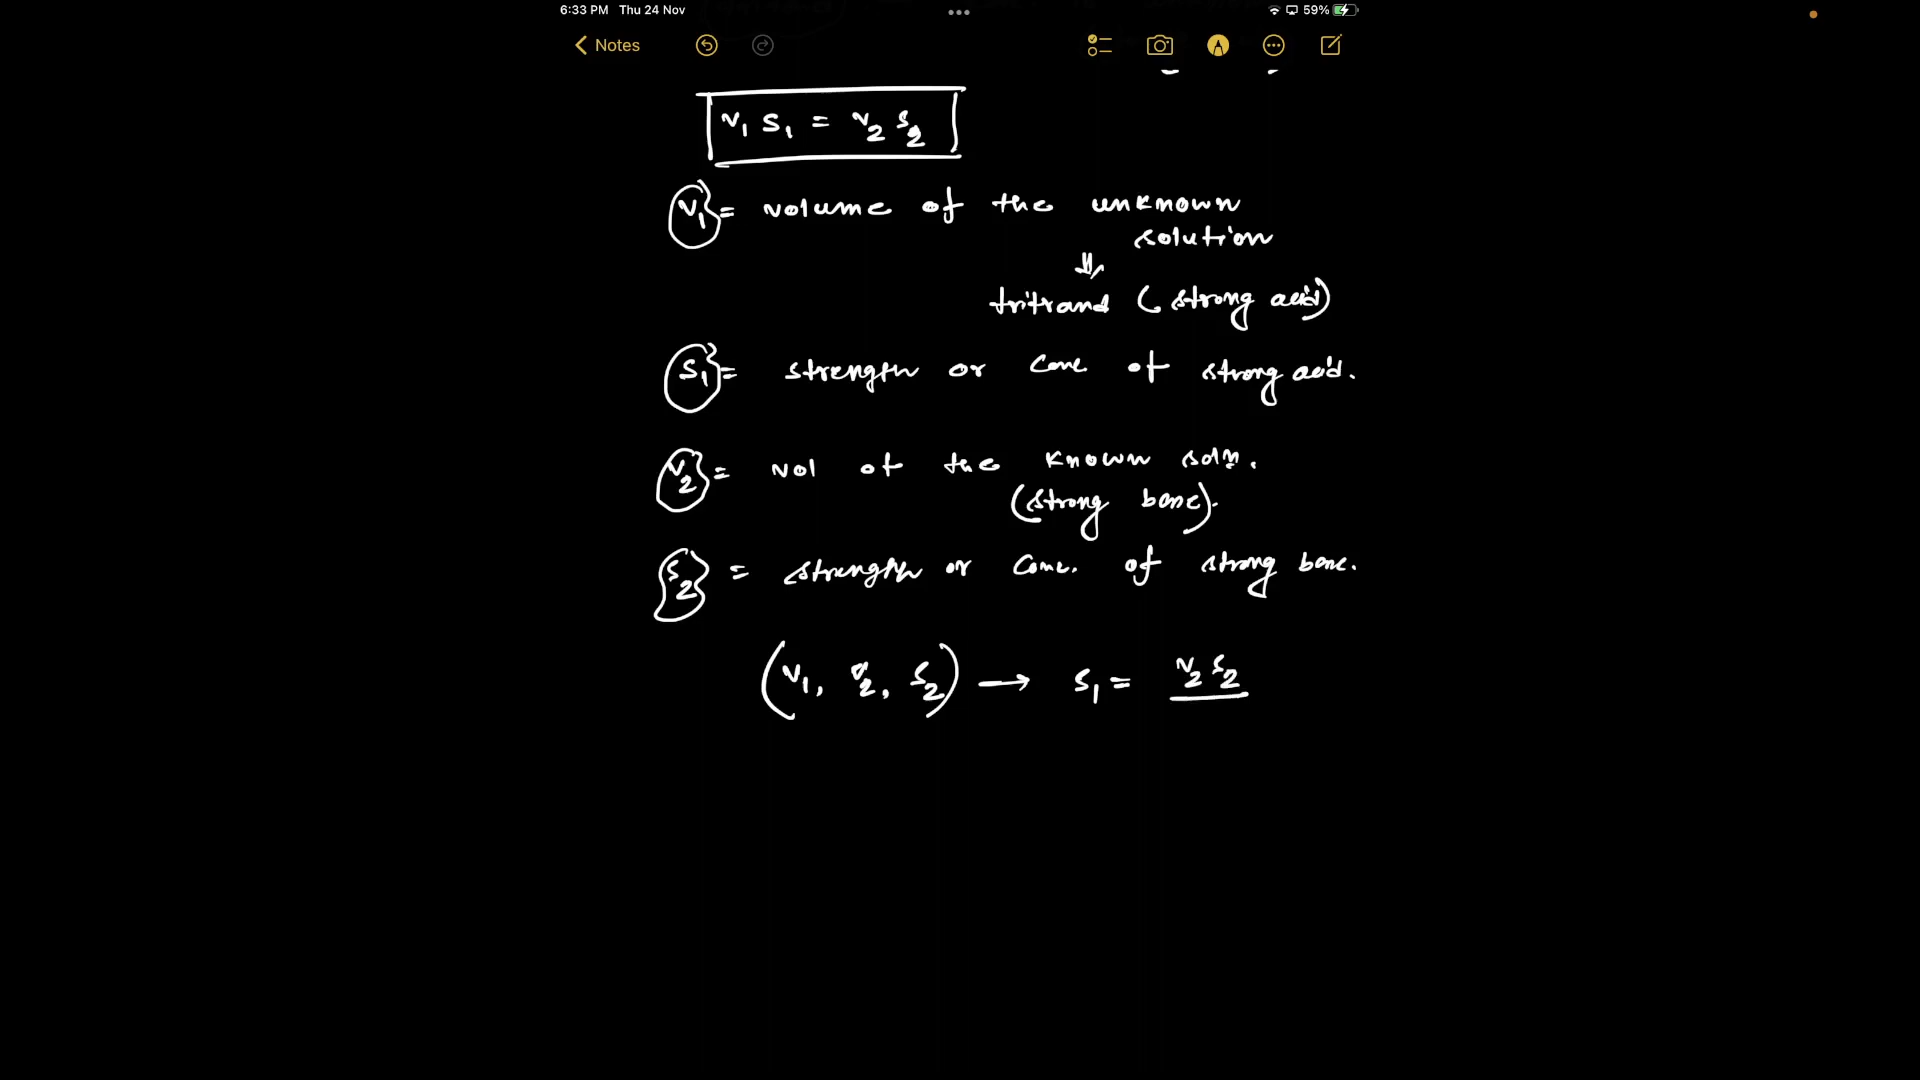 6:33 PM Thu 24 Nov
59%
Notes
V₁ S₁ = V₂ S₂
V₁ = volume of the unknown
solution
⇓
tritrand (strong acid)
S₁ = strength or conc of strong acid.
V₂ = vol of the known soln.
(strong base).
S₂ = strength or conc. of strong base.
(V₁, V₂, S₂) → S₁ = V₂ S₂